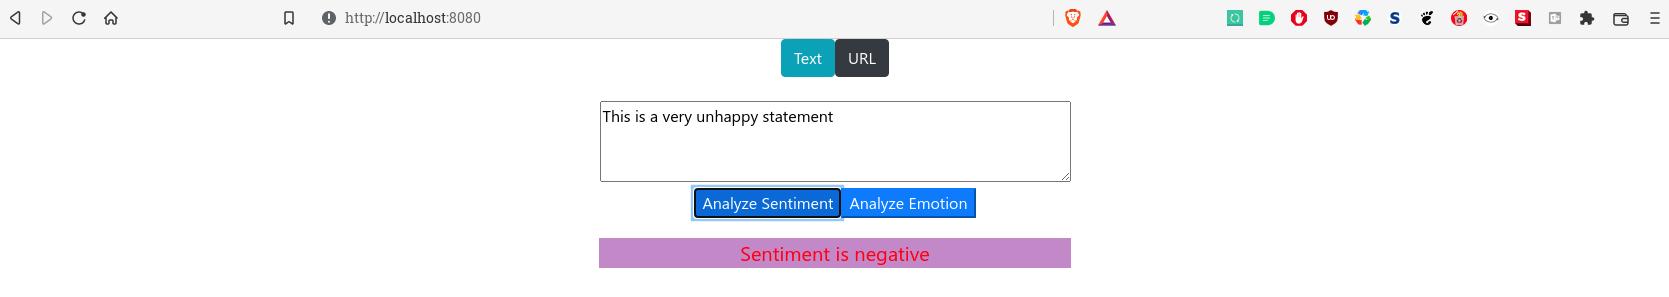 http://localhost:8080
Text URL
This is a very unhappy statement
Analyze Sentiment Analyze Emotion
Sentiment is negative